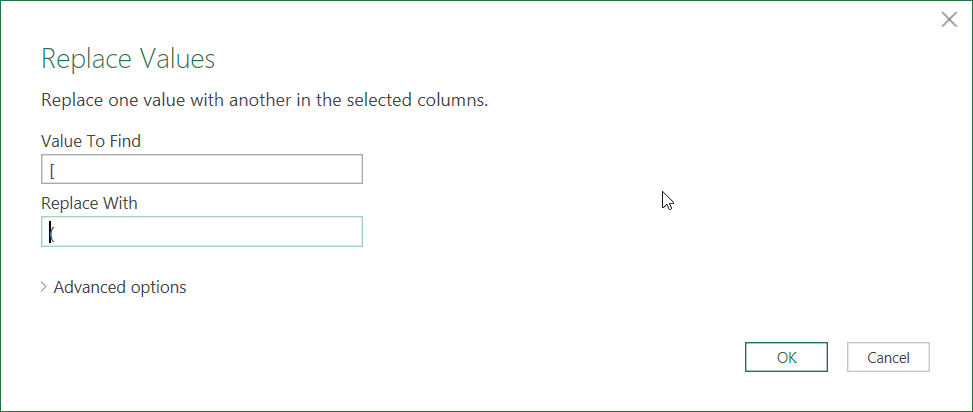 Replace Values
Replace one value with another in the selected columns.
Value To Find
[
Replace With
(
Advanced options
OK
Cancel